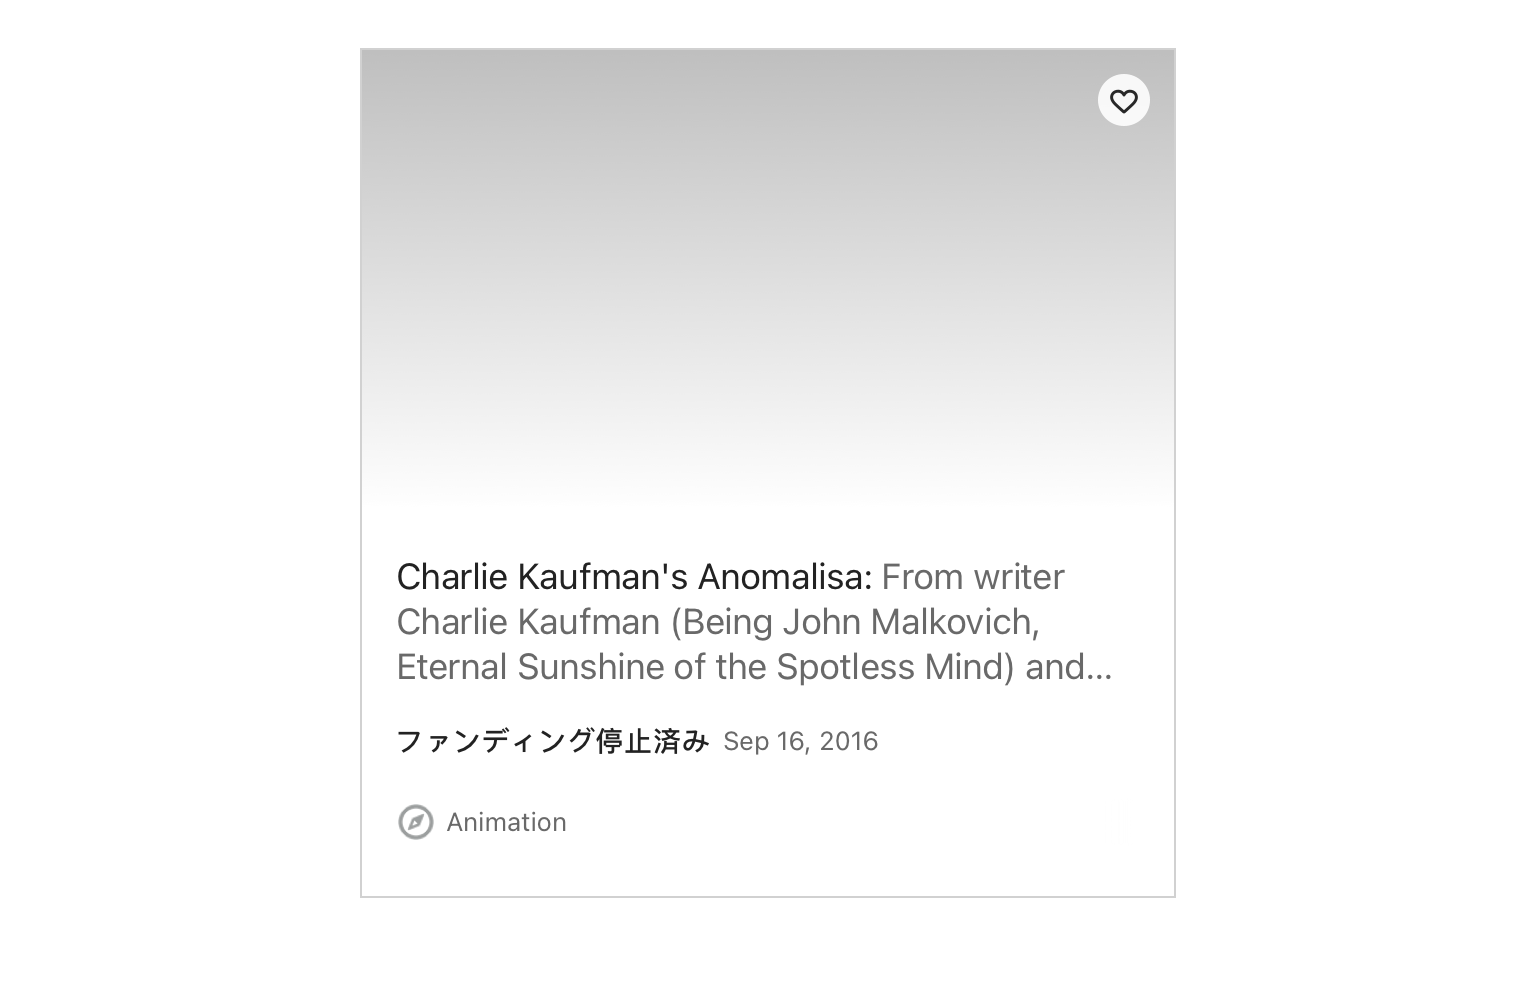 Charlie Kaufman's Anomalisa: From writer
Charlie Kaufman (Being John Malkovich,
Eternal Sunshine of the Spotless Mind) and...
ファンディング停止済み Sep 16, 2016
Animation